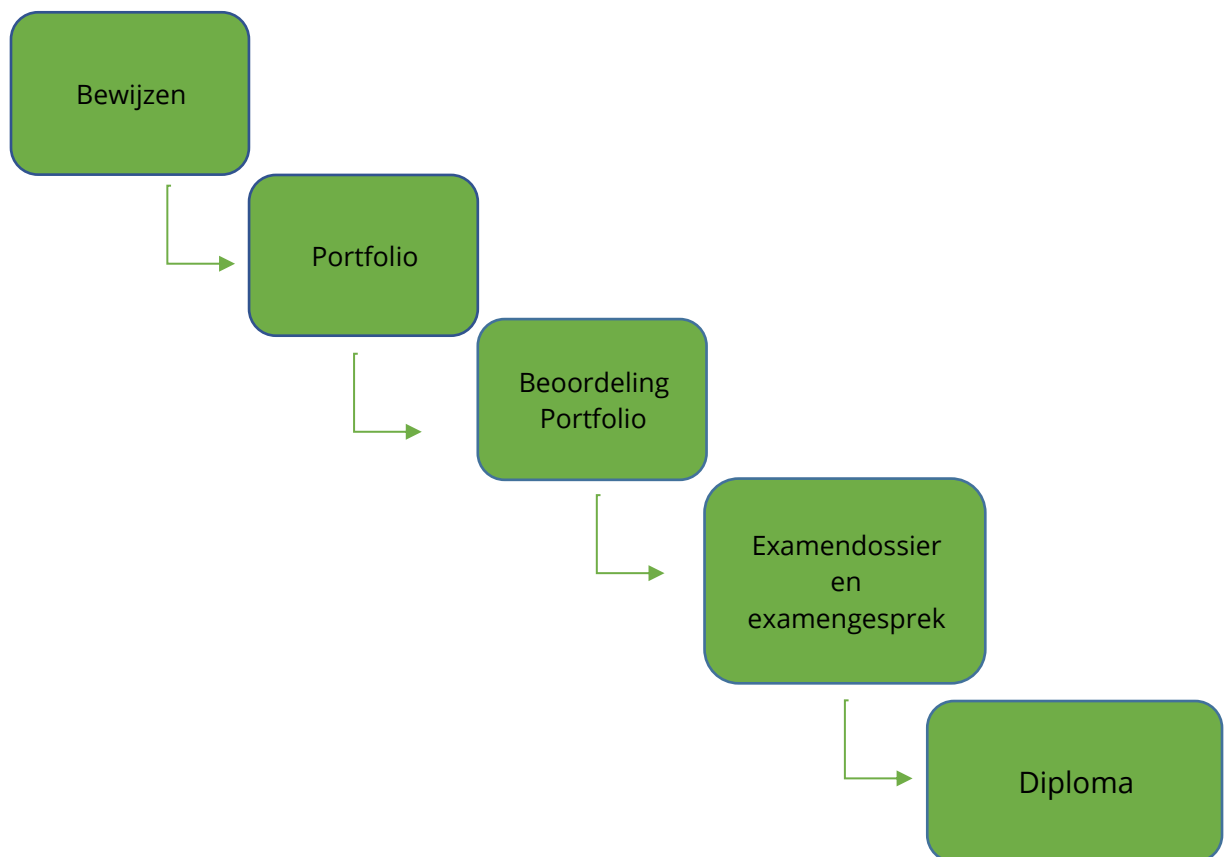 Bewijzen
Portfolio
Beoordeling
Portfolio
Examendossier
en
examengesprek
Diploma